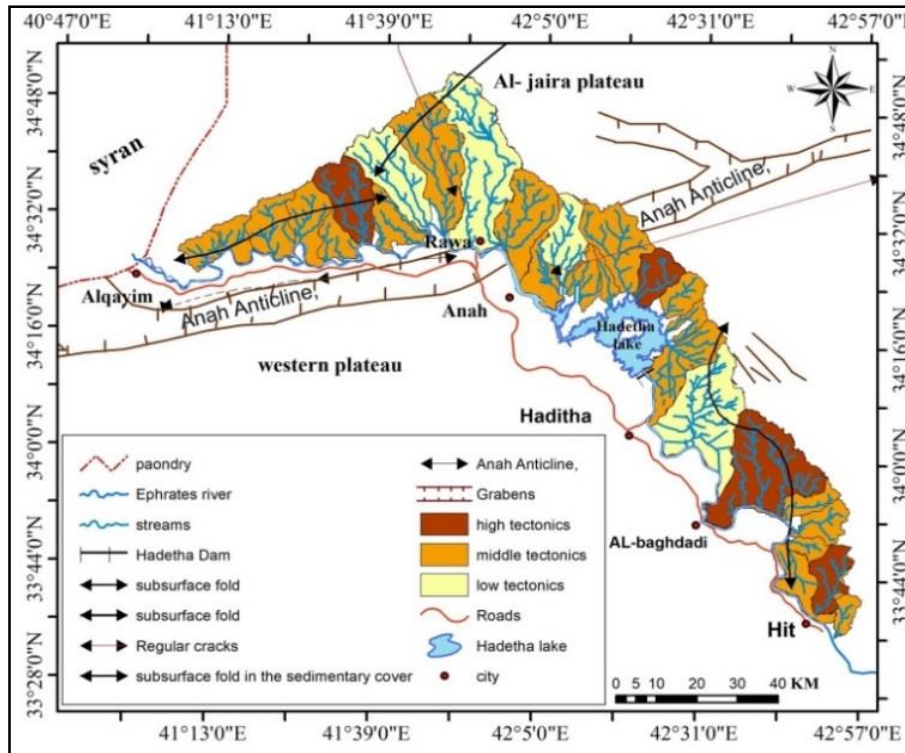 40°47'0"E 41°13'0"E 41°39'0"E 42°5'0"E 42°31'0"E 42°57'0"E
34°48'0"N
34°32'0"N
34°16'0"N
34°0'0"N
33°44'0"N
33°28'0"N
34°48'0"N
34°32'0"N
34°16'0"N
34°0'0"N
33°44'0"N
N
W E
S
Al- jaira plateau
syran
Anah Anticline,
Rawa
Alqayim
Anah Anticline,
Anah
Hadetha
lake
western plateau
Haditha
AL-baghdadi
Hit
paondry
Ephrates river
streams
Hadetha Dam
subsurface fold
subsurface fold
Regular cracks
subsurface fold in the sedimentary cover
Anah Anticline,
Grabens
high tectonics
middle tectonics
low tectonics
Roads
Hadetha lake
city
0 5 10 20 30 40 KM
41°13'0"E 41°39'0"E 42°5'0"E 42°31'0"E 42°57'0"E